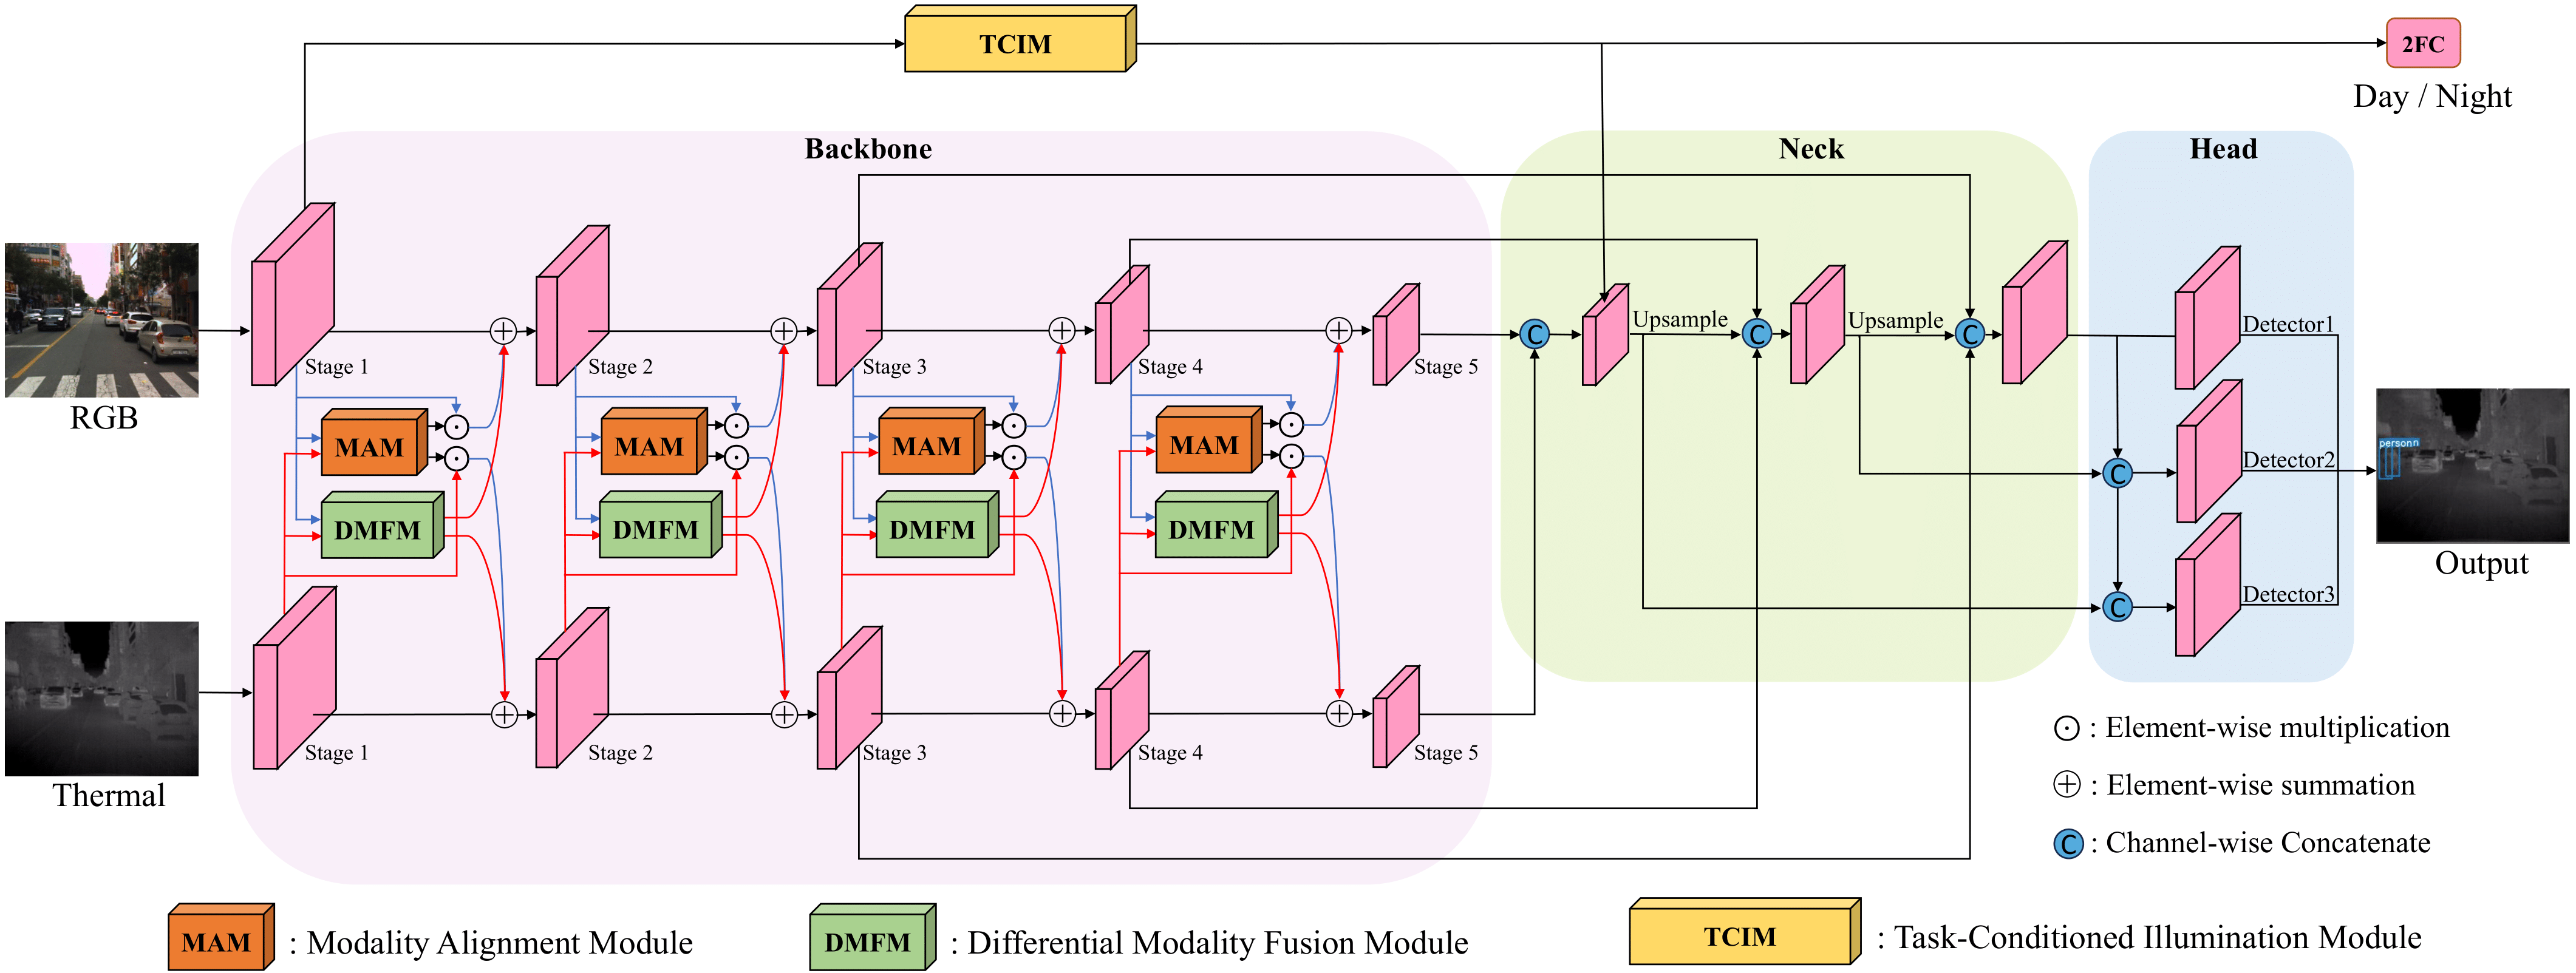 TCIM
2FC
Day / Night
Backbone
Neck
Head
RGB
Stage 1
Stage 2
Stage 3
Stage 4
Stage 5
Upsample
C
Upsample
C
C
Detector1
MAM
MAM
MAM
MAM
DMFM
DMFM
DMFM
DMFM
C
Detector2
C
Detector3
personn
Output
Thermal
Stage 1
Stage 2
Stage 3
Stage 4
Stage 5
: Element-wise multiplication
: Element-wise summation
C : Channel-wise Concatenate
MAM : Modality Alignment Module
DMFM : Differential Modality Fusion Module
TCIM : Task-Conditioned Illumination Module